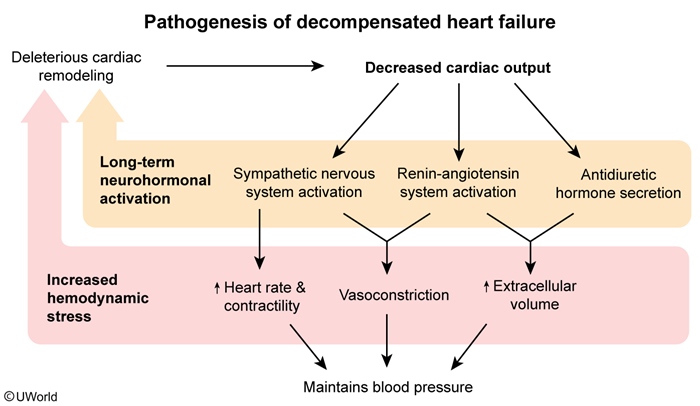 Pathogenesis of decompensated heart failure
Deleterious cardiac
remodeling
Decreased cardiac output
Long-term
neurohormonal
activation
Sympathetic nervous
system activation
Renin-angiotensin
system activation
Antidiuretic
hormone secretion
Increased
hemodynamic
stress
↑ Heart rate &
contractility
Vasoconstriction
↑ Extracellular
volume
Maintains blood pressure
©UWorld